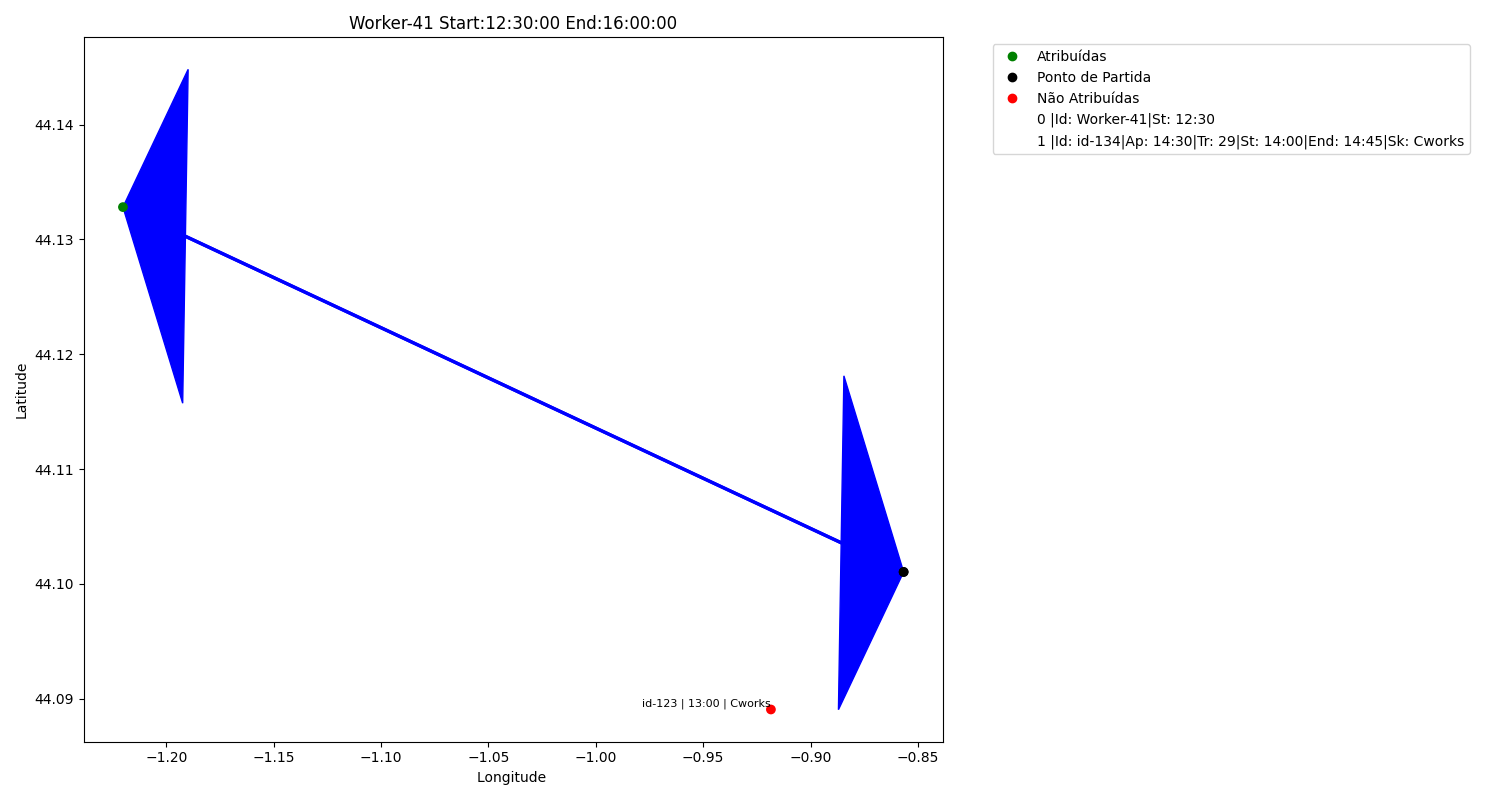 Worker-41 Start:12:30:00 End:16:00:00
Atribuídas
Ponto de Partida
Não Atribuídas
0 |Id: Worker-41|St: 12:30
1 |Id: id-134|Ap: 14:30|Tr: 29|St: 14:00|End: 14:45|Sk: Cworks
44.14
44.13
44.12
44.11
44.10
44.09
Latitude
id-123 | 13:00 | Cworks
−1.20 −1.15 −1.10 −1.05 −1.00 −0.95 −0.90 −0.85
Longitude